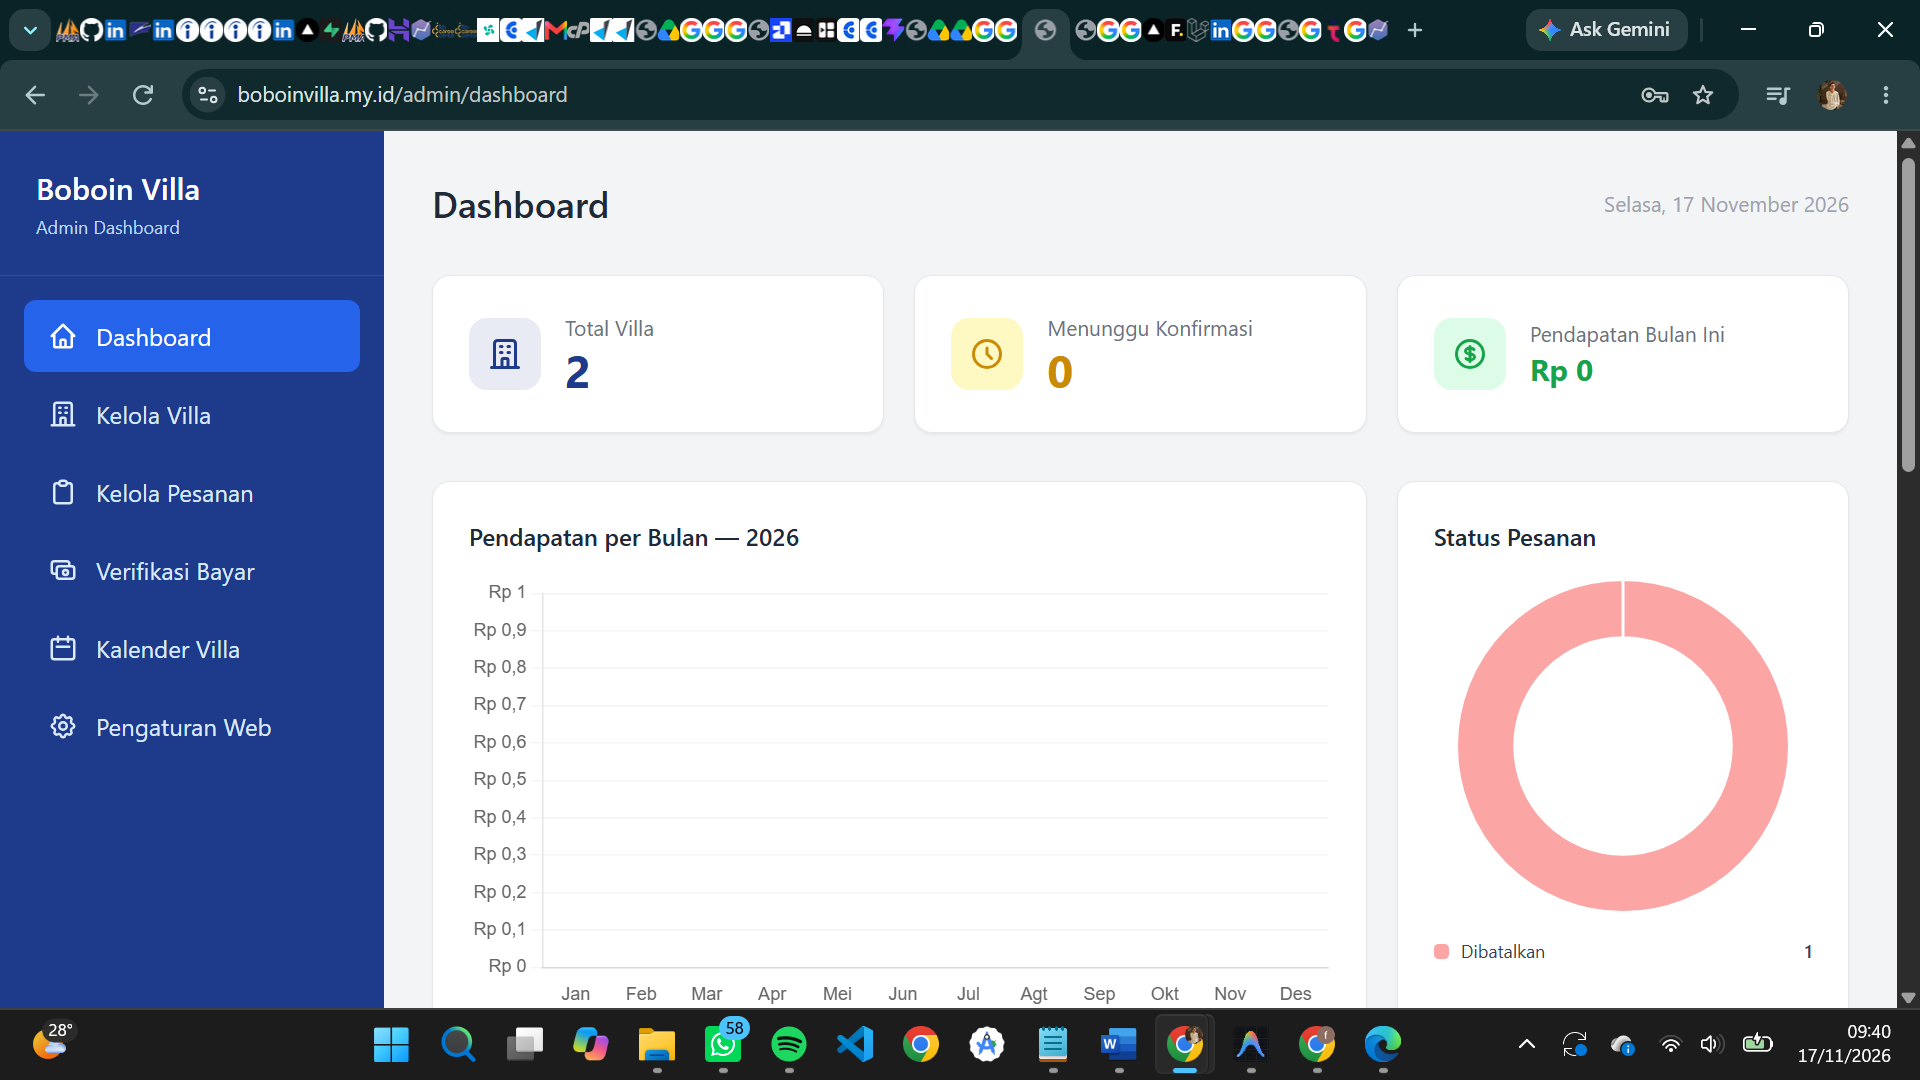 Ask Gemini
boboinvilla.my.id/admin/dashboard
Boboin Villa
Admin Dashboard
Dashboard
Kelola Villa
Kelola Pesanan
Verifikasi Bayar
Kalender Villa
Pengaturan Web
Dashboard
Selasa, 17 November 2026
Total Villa
2
Menunggu Konfirmasi
0
Pendapatan Bulan Ini
Rp 0
Pendapatan per Bulan — 2026
Rp 1
Rp 0,9
Rp 0,8
Rp 0,7
Rp 0,6
Rp 0,5
Rp 0,4
Rp 0,3
Rp 0,2
Rp 0,1
Rp 0
Jan Feb Mar Apr Mei Jun Jul Agt Sep Okt Nov Des
Status Pesanan
Dibatalkan 1
28°
58
09:40
17/11/2026